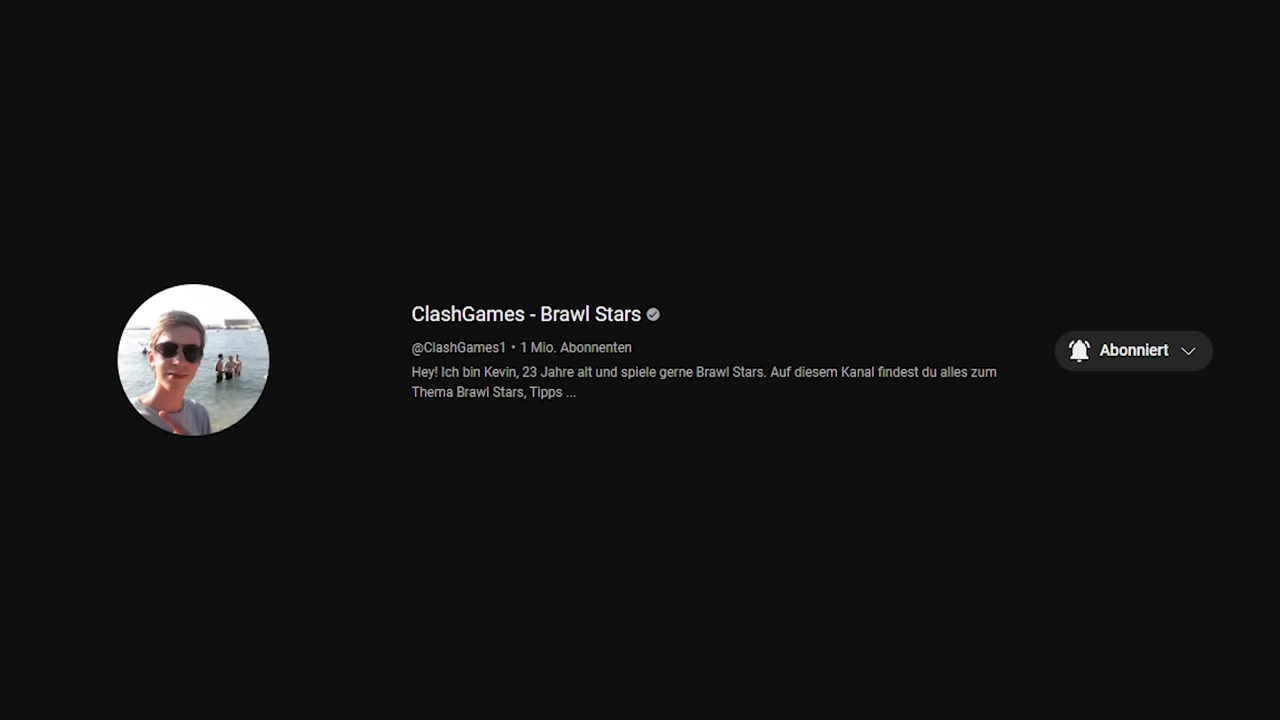 ClashGames - Brawl Stars
@ClashGames1 • 1 Mio. Abonnenten
Hey! Ich bin Kevin, 23 Jahre alt und spiele gerne Brawl Stars. Auf diesem Kanal findest du alles zum
Thema Brawl Stars, Tipps ...
Abonniert